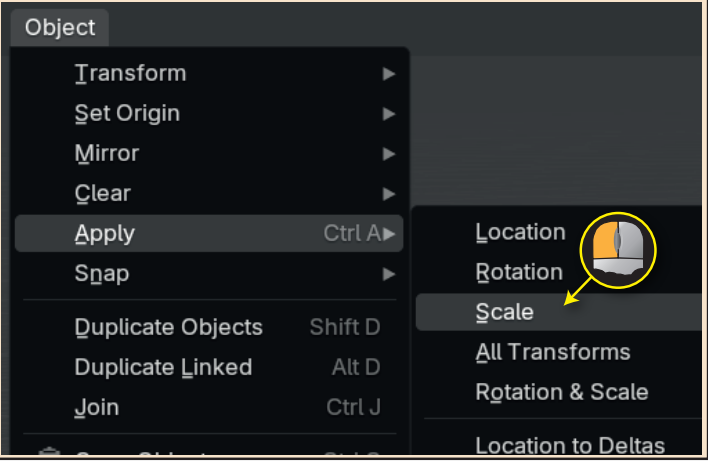 Object
Transform
Set Origin
Mirror
Clear
Apply Ctrl A
Snap
Duplicate Objects Shift D
Duplicate Linked Alt D
Join Ctrl J
Location
Rotation
Scale
All Transforms
Rotation & Scale
Location to Deltas